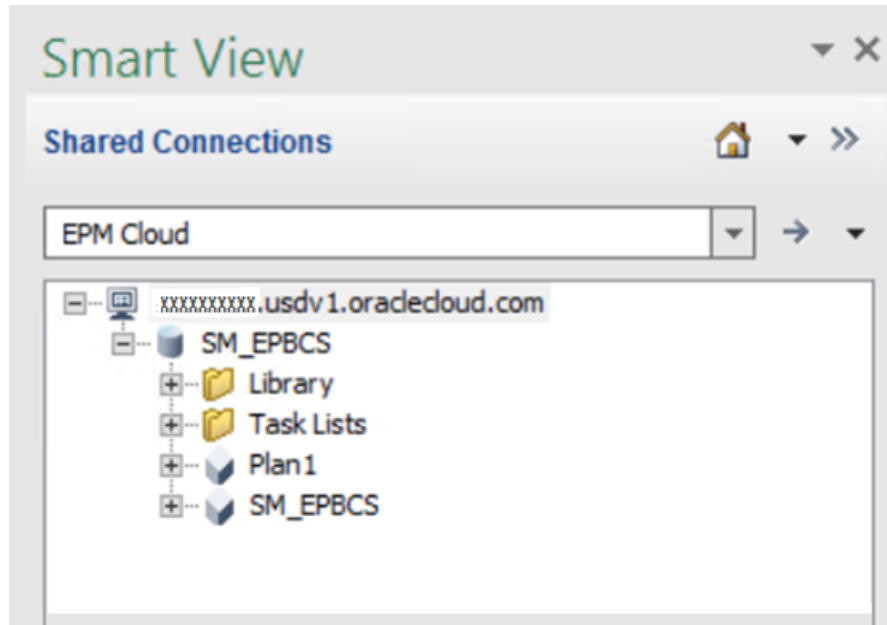 Smart View
Shared Connections
EPM Cloud
xxxxxxxxxx.usdv1.oraclecloud.com
SM_EPBCS
Library
Task Lists
Plan1
SM_EPBCS